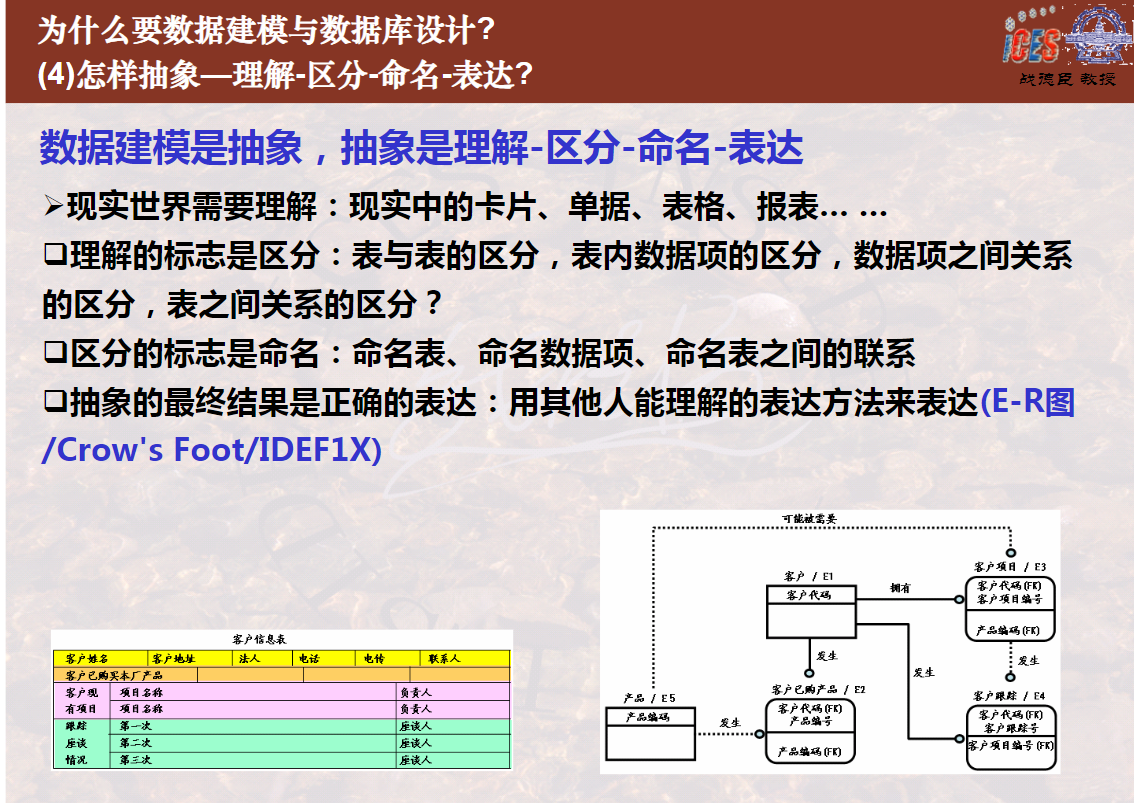 为什么要数据建模与数据库设计?
(4)怎样抽象—理解-区分-命名-表达?
iCES
战德臣 教授
数据建模是抽象，抽象是理解-区分-命名-表达
➢现实世界需要理解：现实中的卡片、单据、表格、报表… …
❑理解的标志是区分：表与表的区分，表内数据项的区分，数据项之间关系
的区分，表之间关系的区分？
❑区分的标志是命名：命名表、命名数据项、命名表之间的联系
❑抽象的最终结果是正确的表达：用其他人能理解的表达方法来表达(E-R图
/Crow's Foot/IDEF1X)
客户信息表
客户姓名 客户地址 法人 电话 电传 联系人
客户已购买本厂产品
客户现 项目名称 负责人
有项目 项目名称 负责人
跟踪 第一次 座谈人
座谈 第二次 座谈人
情况 第三次 座谈人
可能被需要
客户 / E1
客户代码
拥有
客户项目 / E3
客户代码(FK)
客户项目编号
产品编码(FK)
发生
发生
发生
客户已购产品 / E2
客户代码(FK)
产品编号
产品编码(FK)
产品 / E5
产品编码
发生
客户跟踪 / E4
客户代码(FK)
客户跟踪号
客户项目编号(FK)